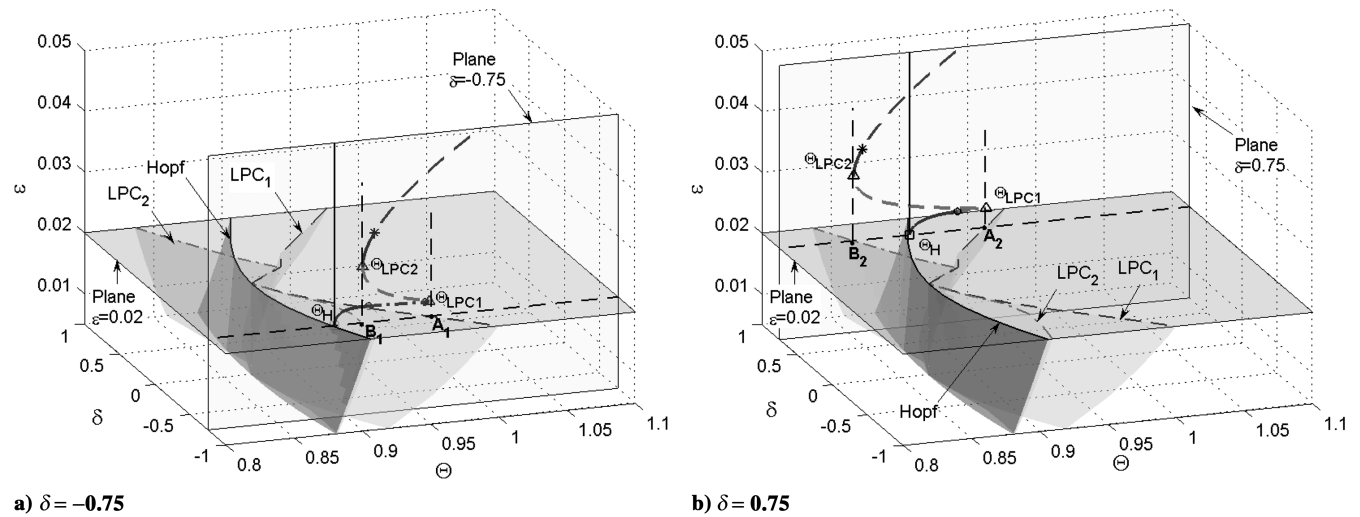 0.05
0.04
0.03
0.02
0.01
ε
1
0.5
0
-0.5
-1
δ
0.8
0.85
0.9
0.95
1
1.05
1.1
Θ
Plane
δ=-0.75
Hopf
LPC1
LPC2
Plane
ε=0.02
ΘH
ΘLPC2
ΘLPC1
B1
A1
a) δ = −0.75
0.05
0.04
0.03
0.02
0.01
ε
1
0.5
0
-0.5
-1
δ
0.8
0.85
0.9
0.95
1
1.05
1.1
Θ
Plane
δ=0.75
ΘLPC2
ΘLPC1
ΘH
B2
A2
Plane
ε=0.02
LPC2
LPC1
Hopf
b) δ = 0.75